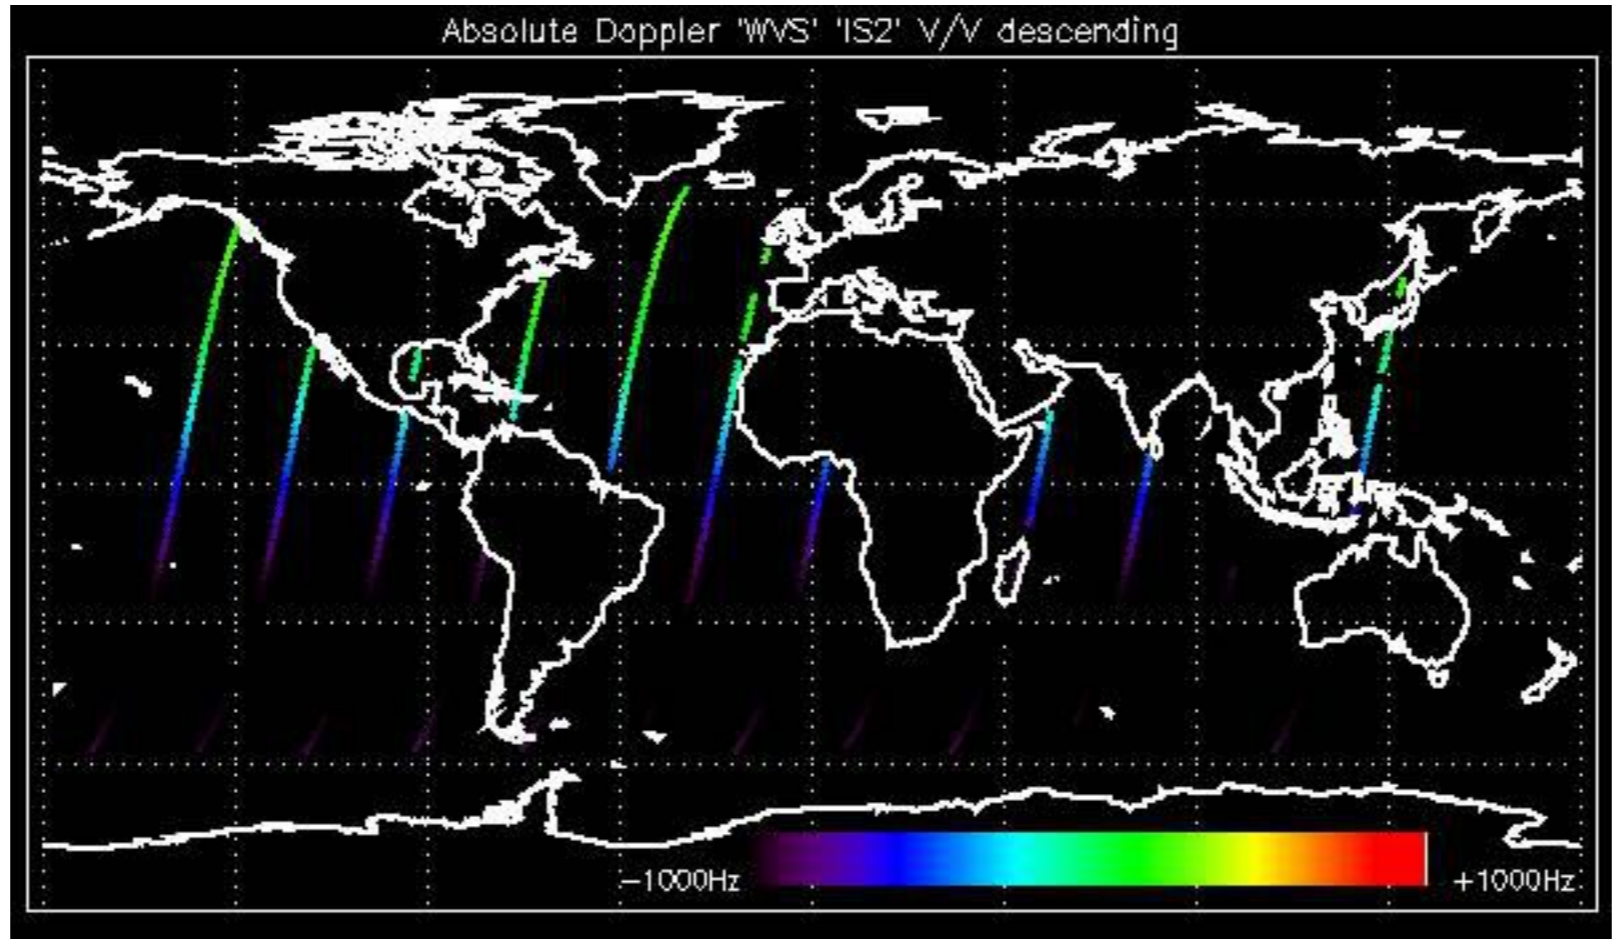 Absolute Doppler 'WVS' 'IS2' V/V descending
−1000Hz
+1000Hz